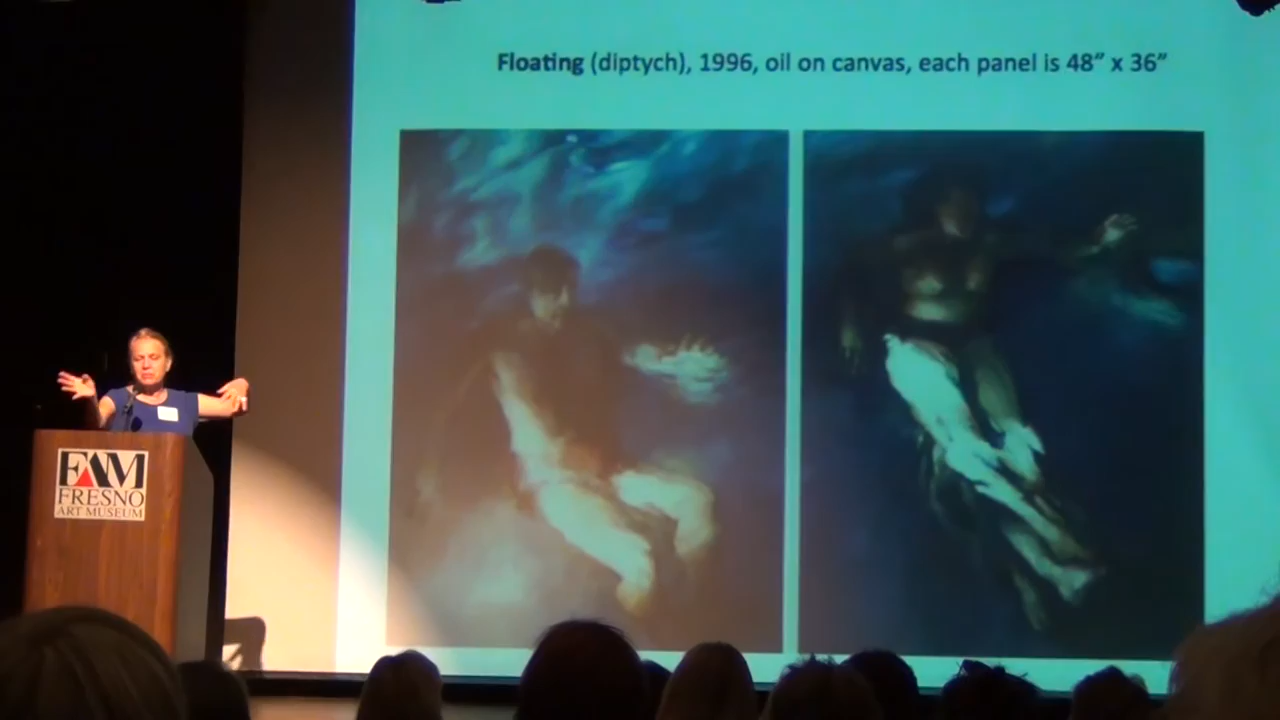 Floating (diptych), 1996, oil on canvas, each panel is 48” x 36”
FAM
FRESNO
ART MUSEUM